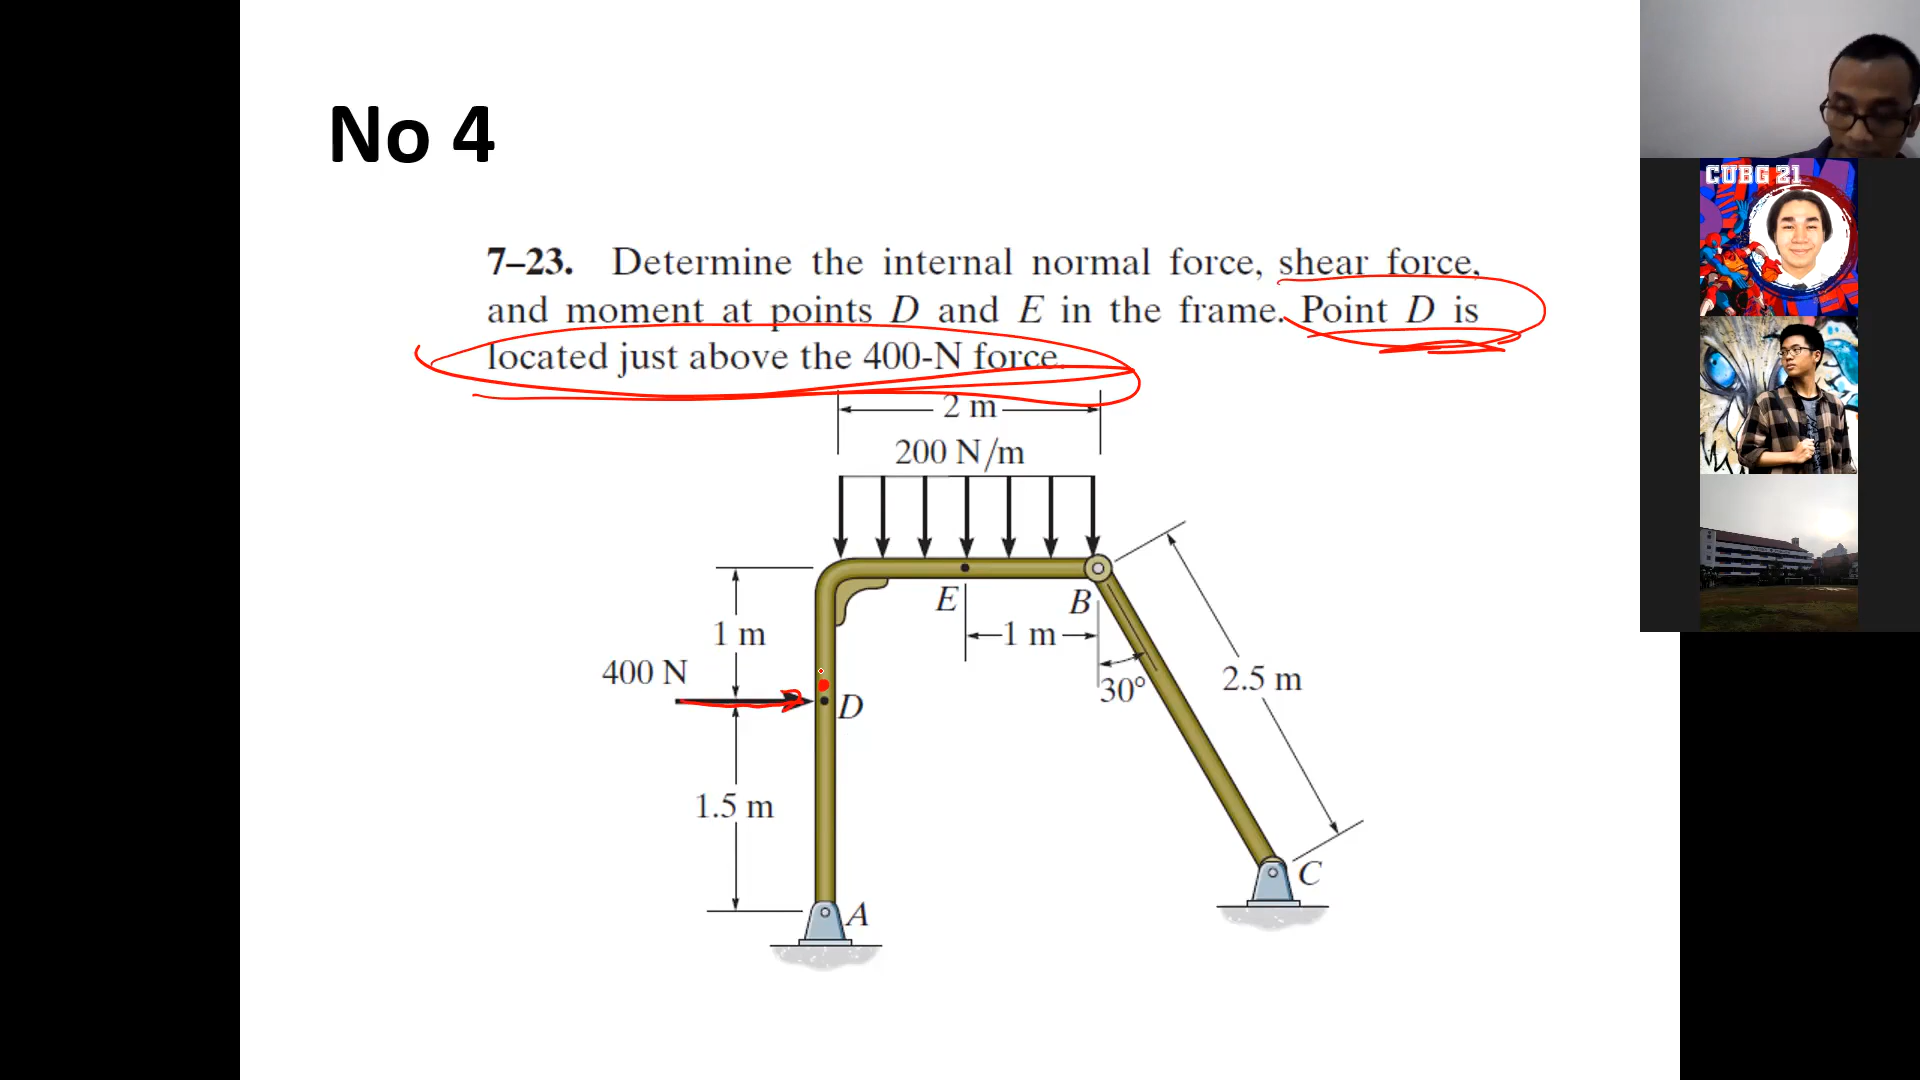 No 4
CUBG 21
7–23. Determine the internal normal force, shear force,
and moment at points D and E in the frame. Point D is
located just above the 400-N force.
2 m
200 N/m
E
B
1 m
1 m
400 N
D
30°
2.5 m
1.5 m
A
C